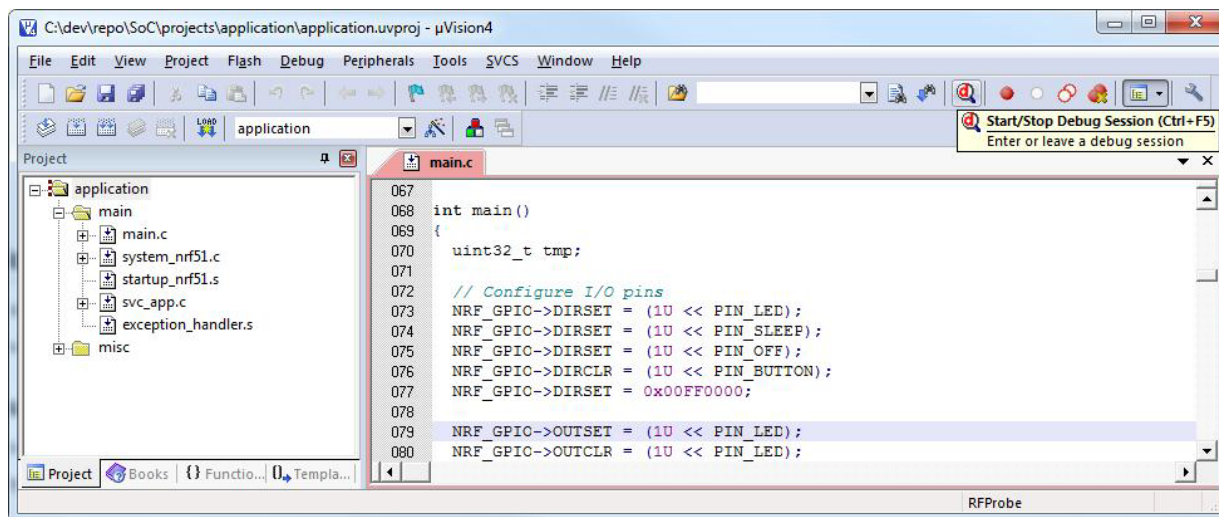 C:\dev\repo\SoC\projects\application\application.uvproj - µVision4
File Edit View Project Flash Debug Peripherals Tools SVCS Window Help
LOAD
application
Start/Stop Debug Session (Ctrl+F5)
Enter or leave a debug session
Project
application
main
main.c
system_nrf51.c
startup_nrf51.s
svc_app.c
exception_handler.s
misc
main.c
067
068 int main()
069 {
070 uint32_t tmp;
071
072 // Configure I/O pins
073 NRF_GPIO->DIRSET = (1U << PIN_LED);
074 NRF_GPIO->DIRSET = (1U << PIN_SLEEP);
075 NRF_GPIO->DIRSET = (1U << PIN_OFF);
076 NRF_GPIO->DIRCLR = (1U << PIN_BUTTON);
077 NRF_GPIO->DIRSET = 0x00FF0000;
078
079 NRF_GPIO->OUTSET = (1U << PIN_LED);
080 NRF_GPIO->OUTCLR = (1U << PIN_LED);
Project Books {} Functio... 0 Templa...
RFProbe